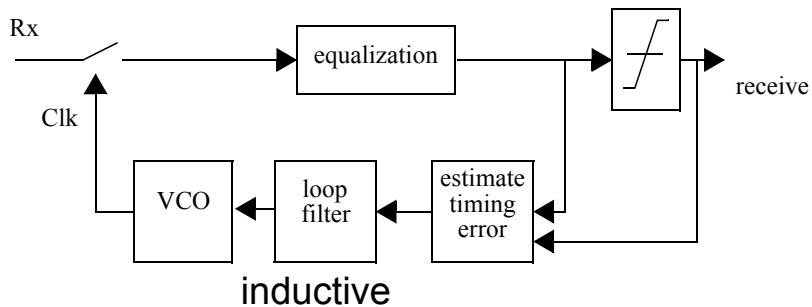 Rx
equalization
receive
Clk
VCO
loop
filter
estimate
timing
error
inductive